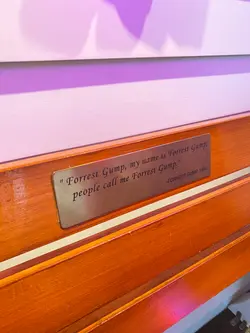 "Forrest Gump, my name is Forrest Gump,
people call me Forrest Gump."